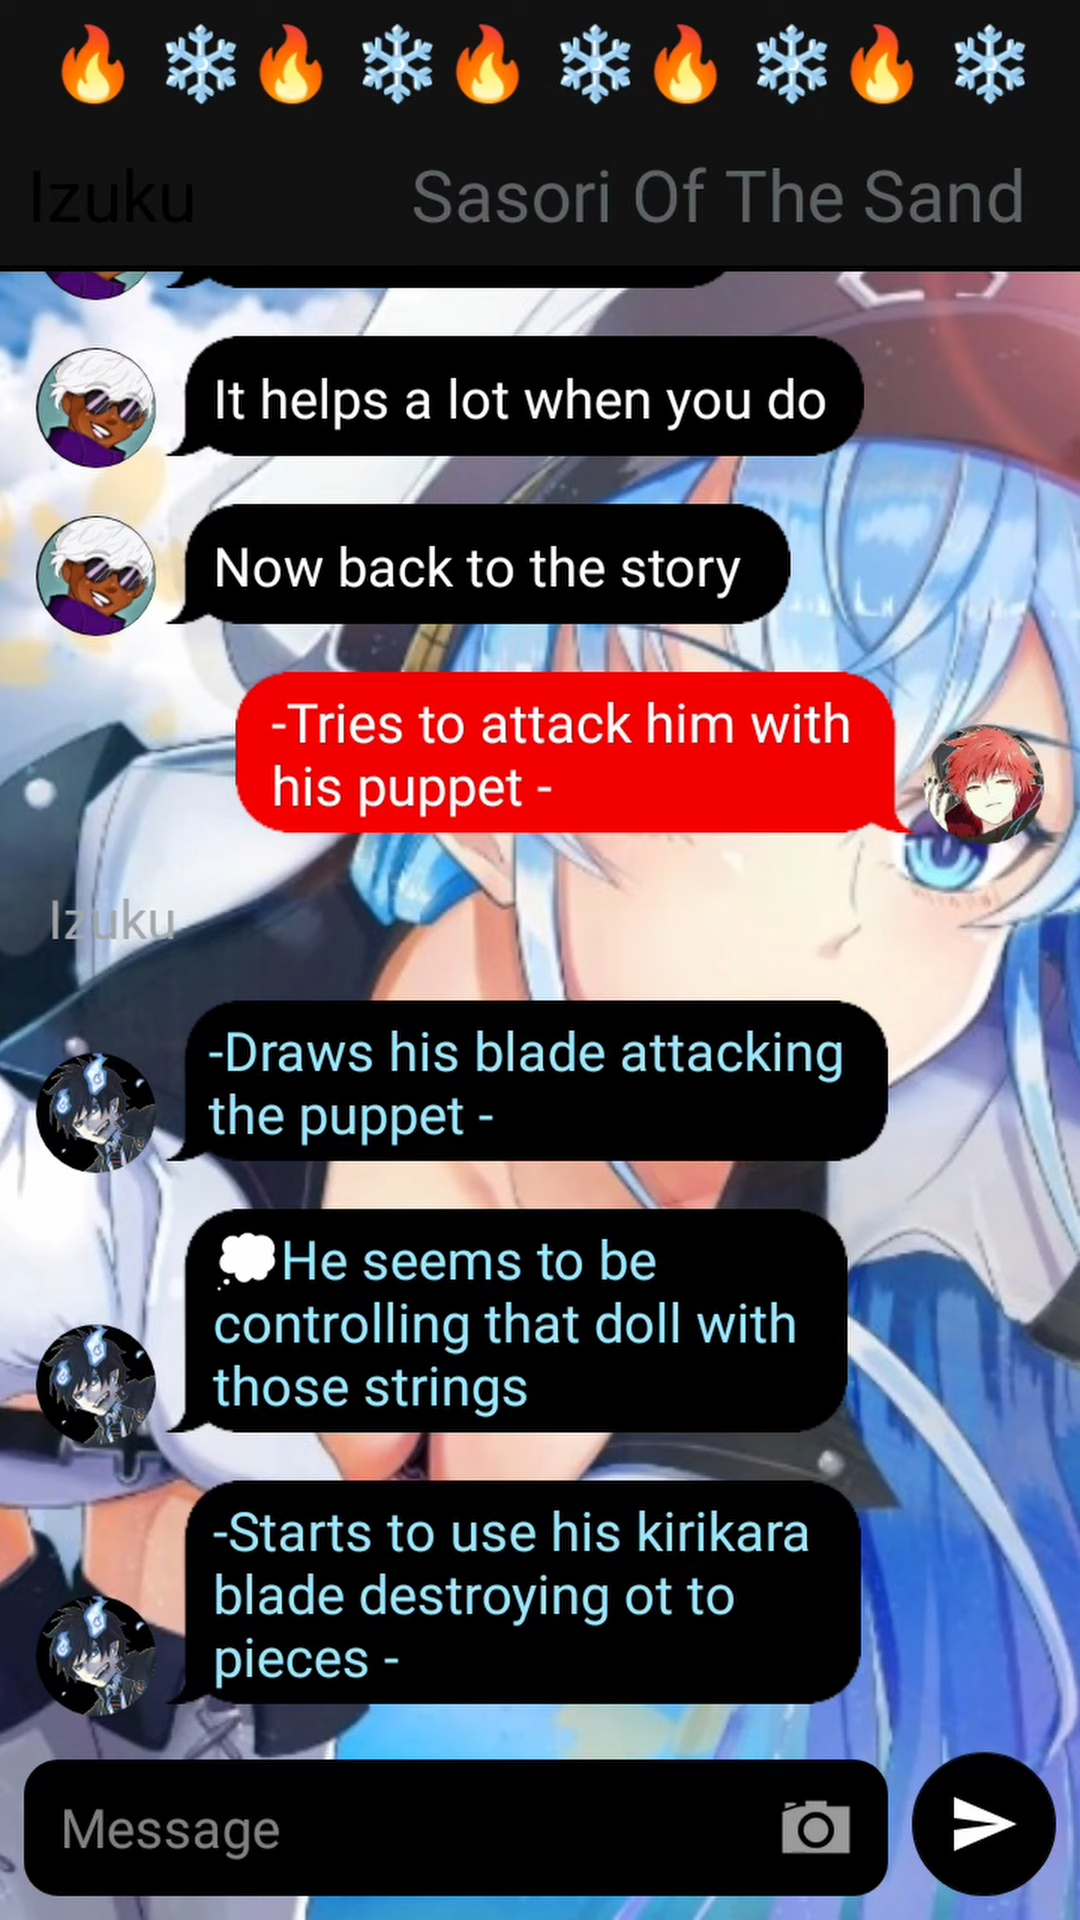 🔥 ❄️🔥 ❄️🔥 ❄️🔥 ❄️🔥 ❄️
Izuku
Sasori Of The Sand
It helps a lot when you do
Now back to the story
-Tries to attack him with
his puppet -
Izuku
-Draws his blade attacking
the puppet -
💭He seems to be
controlling that doll with
those strings
-Starts to use his kirikara
blade destroying ot to
pieces -
Message